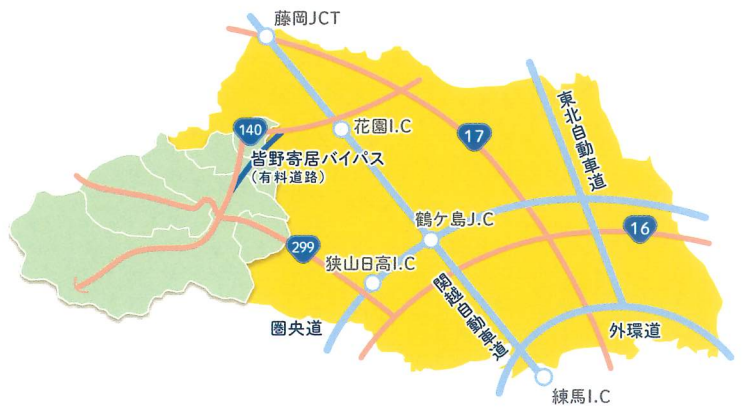 藤岡JCT
140
花園I.C
17
東北自動車道
皆野寄居バイパス
(有料道路)
鶴ケ島J.C
16
299
狭山日高I.C
関越自動車道
圏央道
外環道
練馬I.C